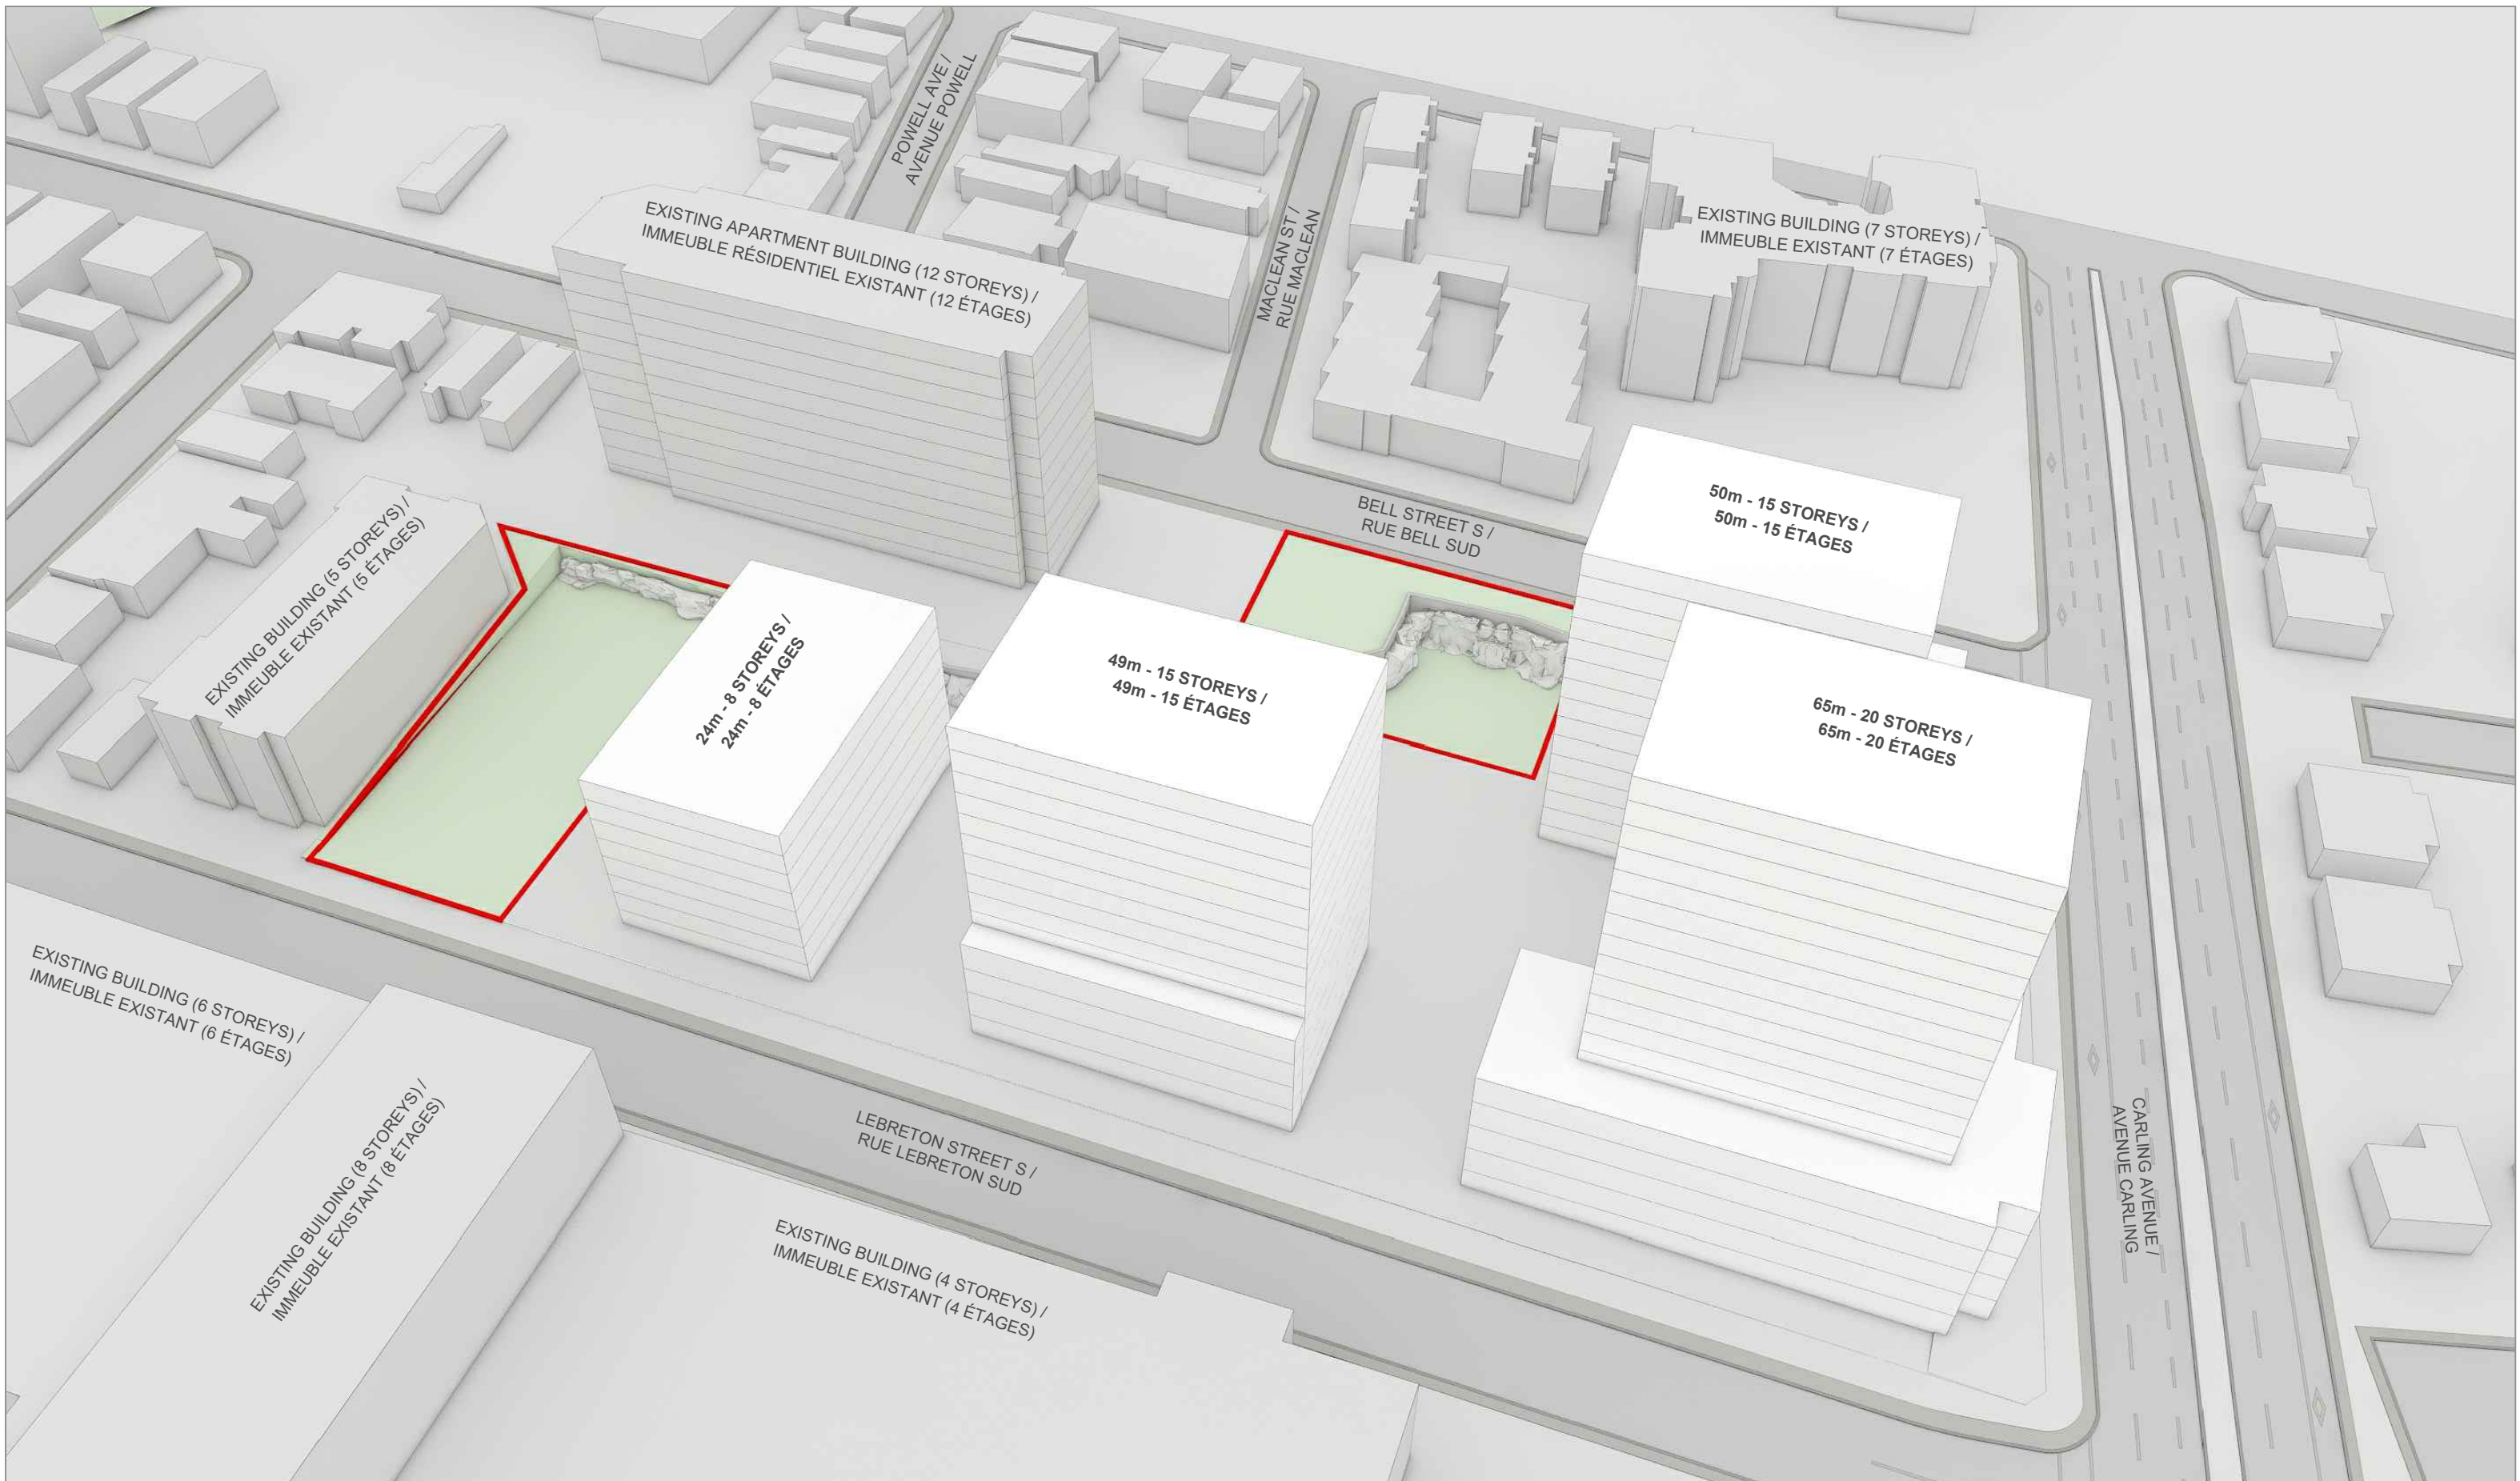 POWELL AVE /
AVENUE POWELL
EXISTING APARTMENT BUILDING (12 STOREYS) /
IMMEUBLE RÉSIDENTIEL EXISTANT (12 ÉTAGES)
MACLEAN ST /
RUE MACLEAN
EXISTING BUILDING (7 STOREYS) /
IMMEUBLE EXISTANT (7 ÉTAGES)
EXISTING BUILDING (5 STOREYS) /
IMMEUBLE EXISTANT (5 ÉTAGES)
BELL STREET S /
RUE BELL SUD
50m - 15 STOREYS /
50m - 15 ÉTAGES
24m - 8 STOREYS /
24m - 8 ÉTAGES
49m - 15 STOREYS /
49m - 15 ÉTAGES
65m - 20 STOREYS /
65m - 20 ÉTAGES
EXISTING BUILDING (6 STOREYS) /
IMMEUBLE EXISTANT (6 ÉTAGES)
EXISTING BUILDING (8 STOREYS) /
IMMEUBLE EXISTANT (8 ÉTAGES)
LEBRETON STREET S /
RUE LEBRETON SUD
CARLING AVENUE /
AVENUE CARLING
EXISTING BUILDING (4 STOREYS) /
IMMEUBLE EXISTANT (4 ÉTAGES)